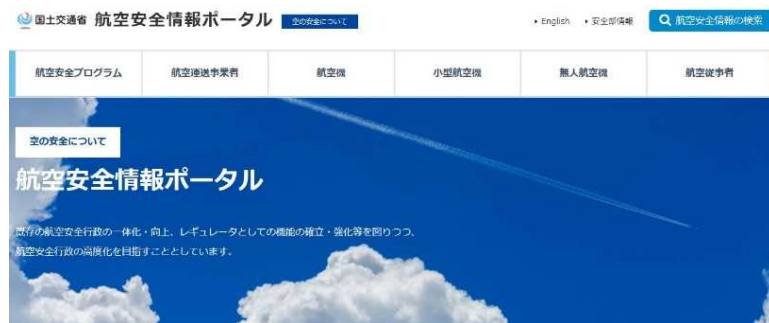 国土交通省 航空安全情報ポータル 空の安全について
English 安全部情報 航空安全情報の検索
航空安全プログラム 航空運送事業者 航空機 小型航空機 無人航空機 航空従事者
空の安全について
航空安全情報ポータル
既存の航空安全行政の一体化・向上、レギュレータとしての機能の確立・強化等を図りつつ、
航空安全行政の高度化を目指すこととしています。